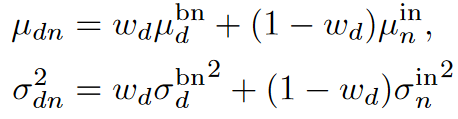 μ_{dn} = w_d μ_d^{bn} + (1 − w_d) μ_n^{in},
σ_{dn}^2 = w_d σ_d^{bn 2} + (1 − w_d) σ_n^{in 2}